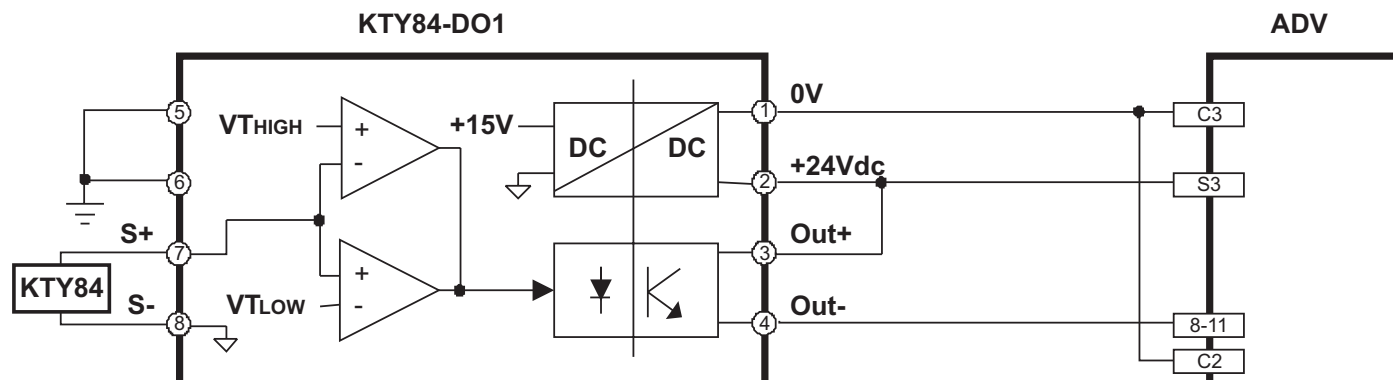 KTY84-DO1 ADV
5 VTHIGH + - +15V DC DC 1 0V C3
6 2 +24Vdc S3
S+ 7 + - 3 Out+
KTY84 VTLOW
S- 8 4 Out- 8-11
C2